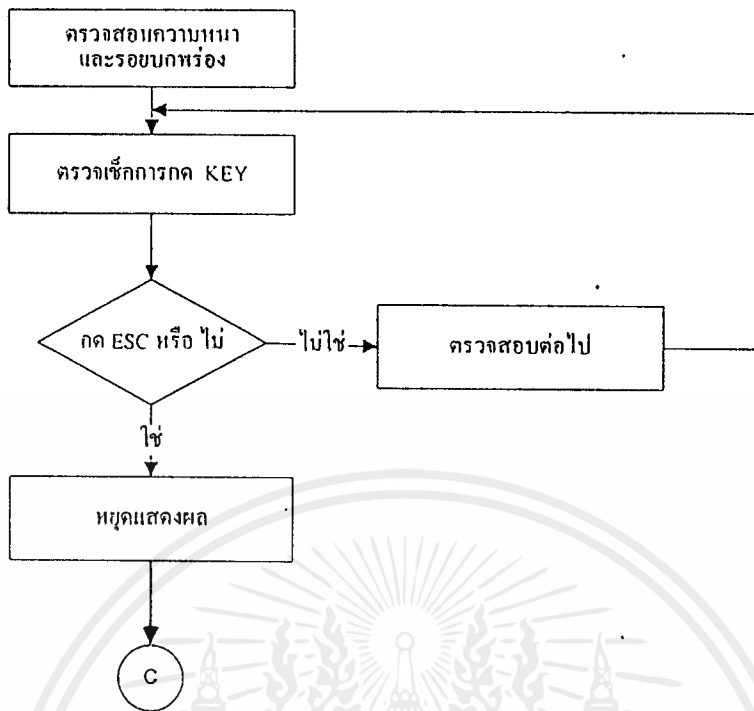 ตรวจสอบความหนา
และรอยบกพร่อง
ตรวจเช็คการกด KEY
กด ESC หรือ ไม่
ไม่ใช่
ตรวจสอบต่อไป
ใช่
หยุดแสดงผล
C